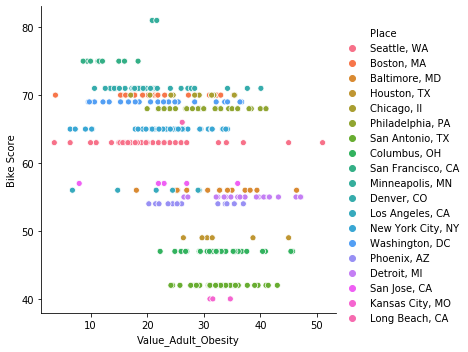 80
70
60
50
40
Bike Score
10
20
30
40
50
Value_Adult_Obesity
Place
Seattle, WA
Boston, MA
Baltimore, MD
Houston, TX
Chicago, Il
Philadelphia, PA
San Antonio, TX
Columbus, OH
San Francisco, CA
Minneapolis, MN
Denver, CO
Los Angeles, CA
New York City, NY
Washington, DC
Phoenix, AZ
Detroit, MI
San Jose, CA
Kansas City, MO
Long Beach, CA